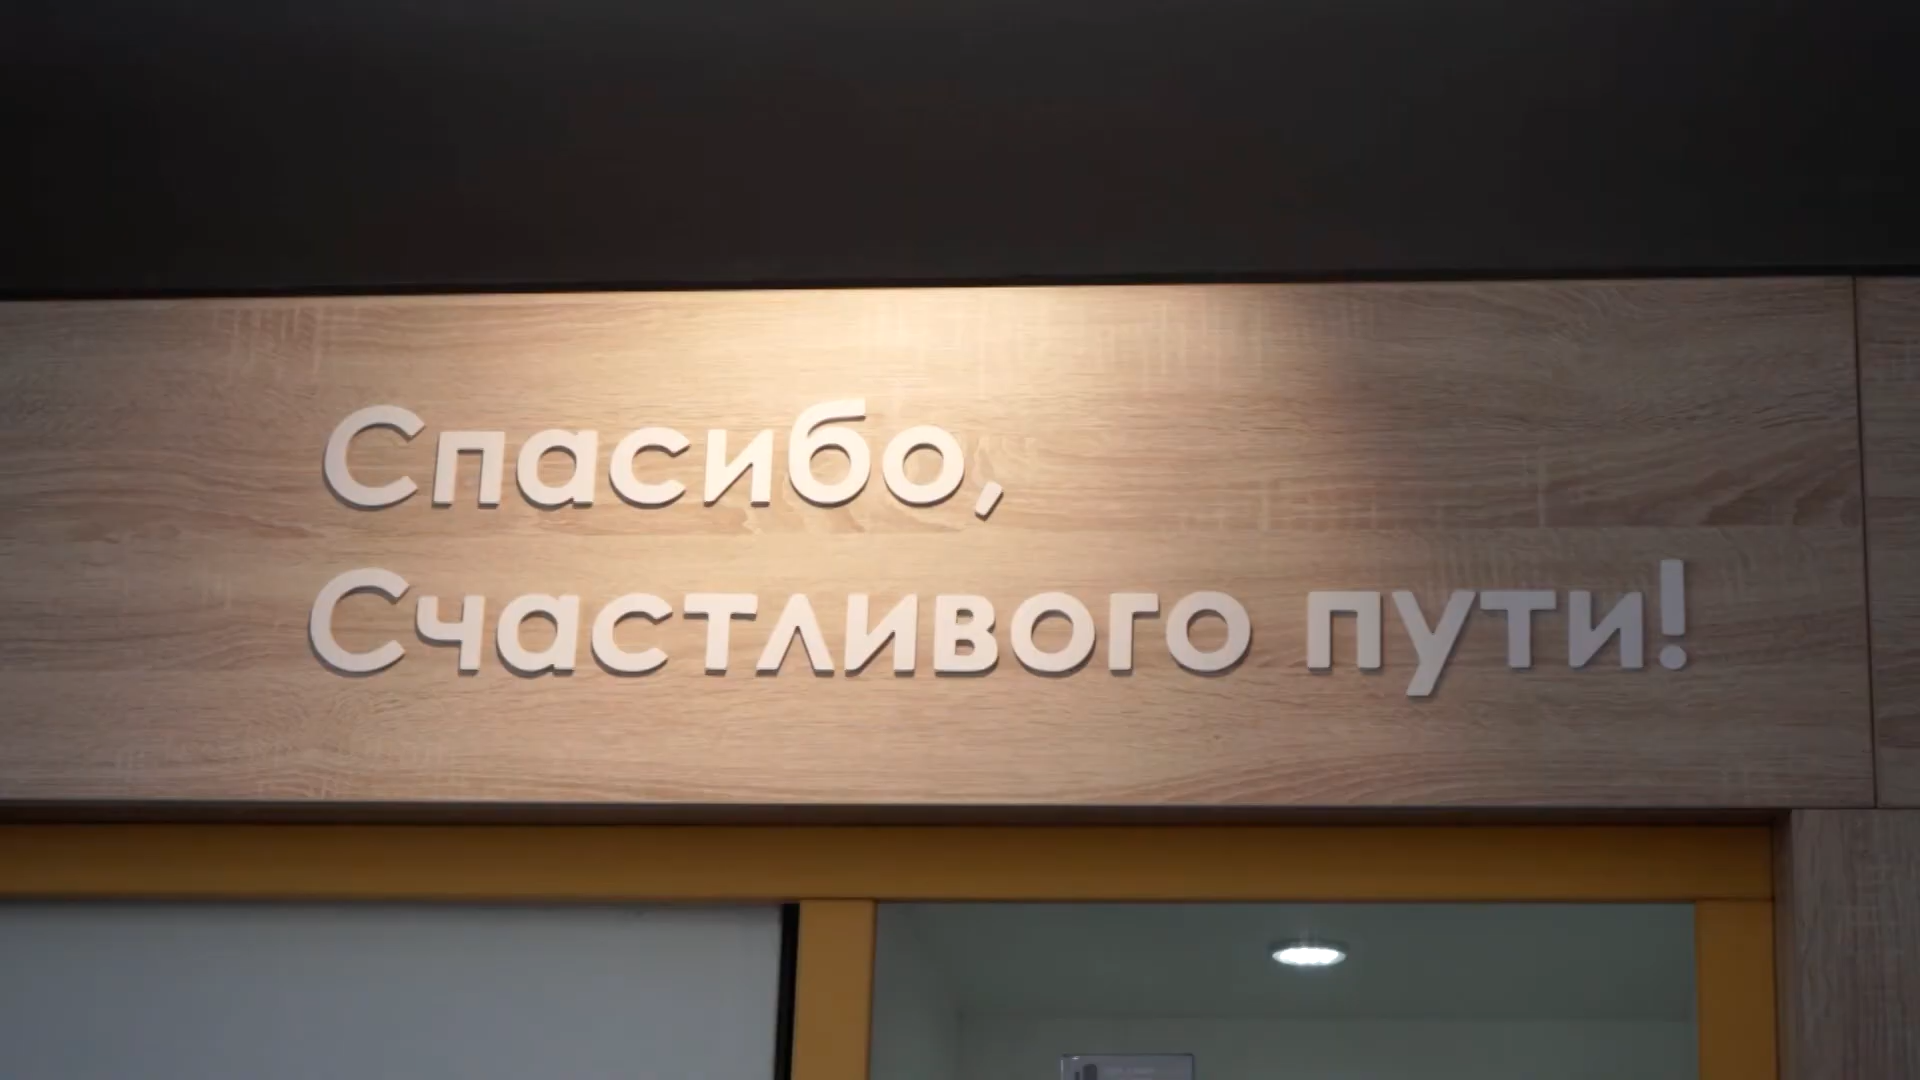 Спасибо,
Счастливого пути!